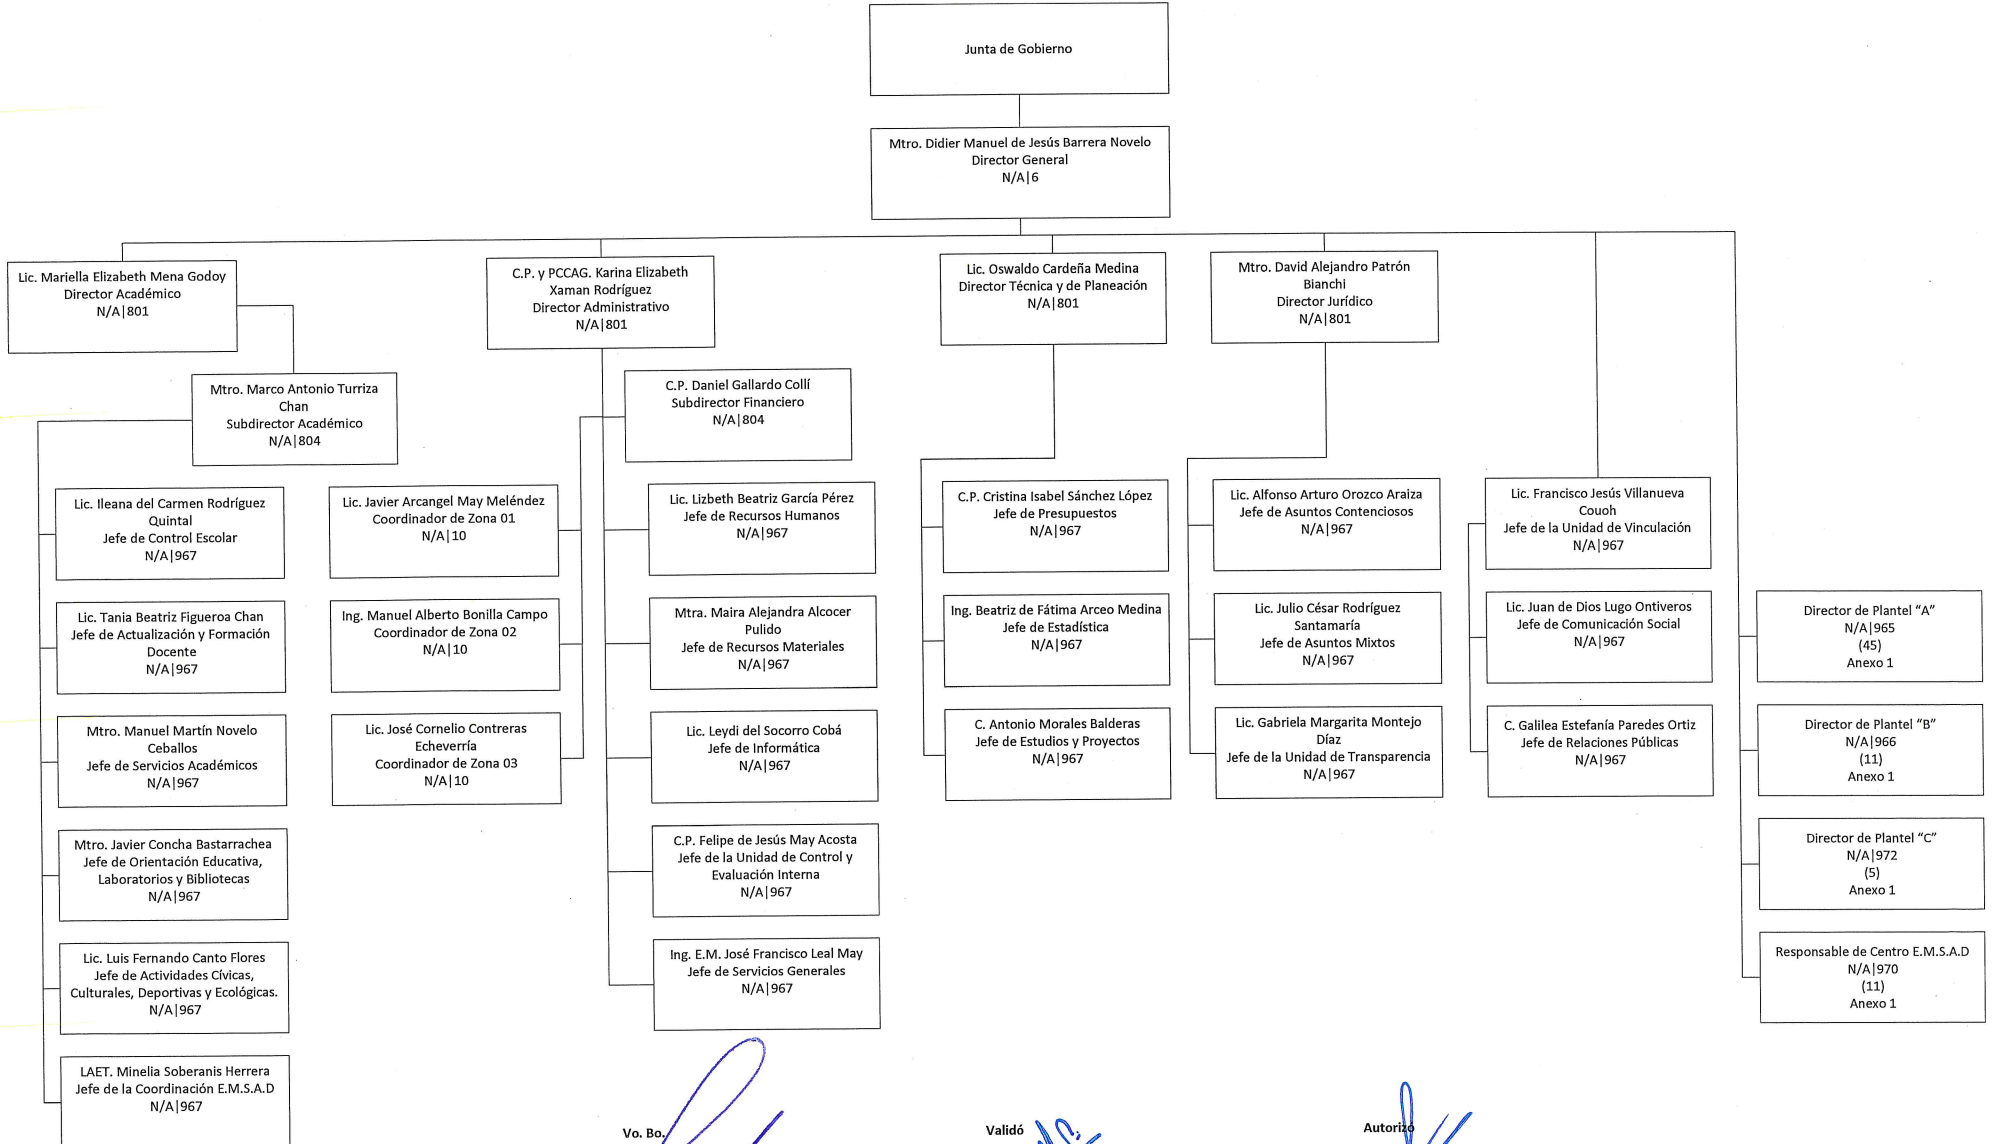 Junta de Gobierno
Mtro. Didier Manuel de Jesús Barrera Novelo
Director General
N/A|6
Lic. Mariella Elizabeth Mena Godoy
Director Académico
N/A|801
C.P. y PCCAG. Karina Elizabeth
Xaman Rodríguez
Director Administrativo
N/A|801
Lic. Oswaldo Cardeña Medina
Director Técnica y de Planeación
N/A|801
Mtro. David Alejandro Patrón
Bianchi
Director Jurídico
N/A|801
Mtro. Marco Antonio Turriza
Chan
Subdirector Académico
N/A|804
C.P. Daniel Gallardo Collí
Subdirector Financiero
N/A|804
Lic. Ileana del Carmen Rodríguez
Quintal
Jefe de Control Escolar
N/A|967
Lic. Tania Beatriz Figueroa Chan
Jefe de Actualización y Formación
Docente
N/A|967
Mtro. Manuel Martín Novelo
Ceballos
Jefe de Servicios Académicos
N/A|967
Mtro. Javier Concha Bastarrachea
Jefe de Orientación Educativa,
Laboratorios y Bibliotecas
N/A|967
Lic. Luis Fernando Canto Flores
Jefe de Actividades Cívicas,
Culturales, Deportivas y Ecológicas.
N/A|967
LAET. Minelia Soberanis Herrera
Jefe de la Coordinación E.M.S.A.D
N/A|967
Lic. Javier Arcangel May Meléndez
Coordinador de Zona 01
N/A|10
Ing. Manuel Alberto Bonilla Campo
Coordinador de Zona 02
N/A|10
Lic. José Cornelio Contreras
Echeverría
Coordinador de Zona 03
N/A|10
Lic. Lizbeth Beatriz García Pérez
Jefe de Recursos Humanos
N/A|967
Mtra. Maira Alejandra Alcocer
Pulido
Jefe de Recursos Materiales
N/A|967
Lic. Leydi del Socorro Cobá
Jefe de Informática
N/A|967
C.P. Felipe de Jesús May Acosta
Jefe de la Unidad de Control y
Evaluación Interna
N/A|967
Ing. E.M. José Francisco Leal May
Jefe de Servicios Generales
N/A|967
C.P. Cristina Isabel Sánchez López
Jefe de Presupuestos
N/A|967
Ing. Beatriz de Fátima Arceo Medina
Jefe de Estadística
N/A|967
C. Antonio Morales Balderas
Jefe de Estudios y Proyectos
N/A|967
Lic. Alfonso Arturo Orozco Araiza
Jefe de Asuntos Contenciosos
N/A|967
Lic. Julio César Rodríguez
Santamaría
Jefe de Asuntos Mixtos
N/A|967
Lic. Gabriela Margarita Montejo
Díaz
Jefe de la Unidad de Transparencia
N/A|967
Lic. Francisco Jesús Villanueva
Couoh
Jefe de la Unidad de Vinculación
N/A|967
Lic. Juan de Dios Lugo Ontiveros
Jefe de Comunicación Social
N/A|967
C. Galilea Estefanía Paredes Ortiz
Jefe de Relaciones Públicas
N/A|967
Director de Plantel “A”
N/A|965
(45)
Anexo 1
Director de Plantel “B”
N/A|966
(11)
Anexo 1
Director de Plantel “C”
N/A|972
(5)
Anexo 1
Responsable de Centro E.M.S.A.D
N/A|970
(11)
Anexo 1
Vo. Bo.
Validó
Autorizó